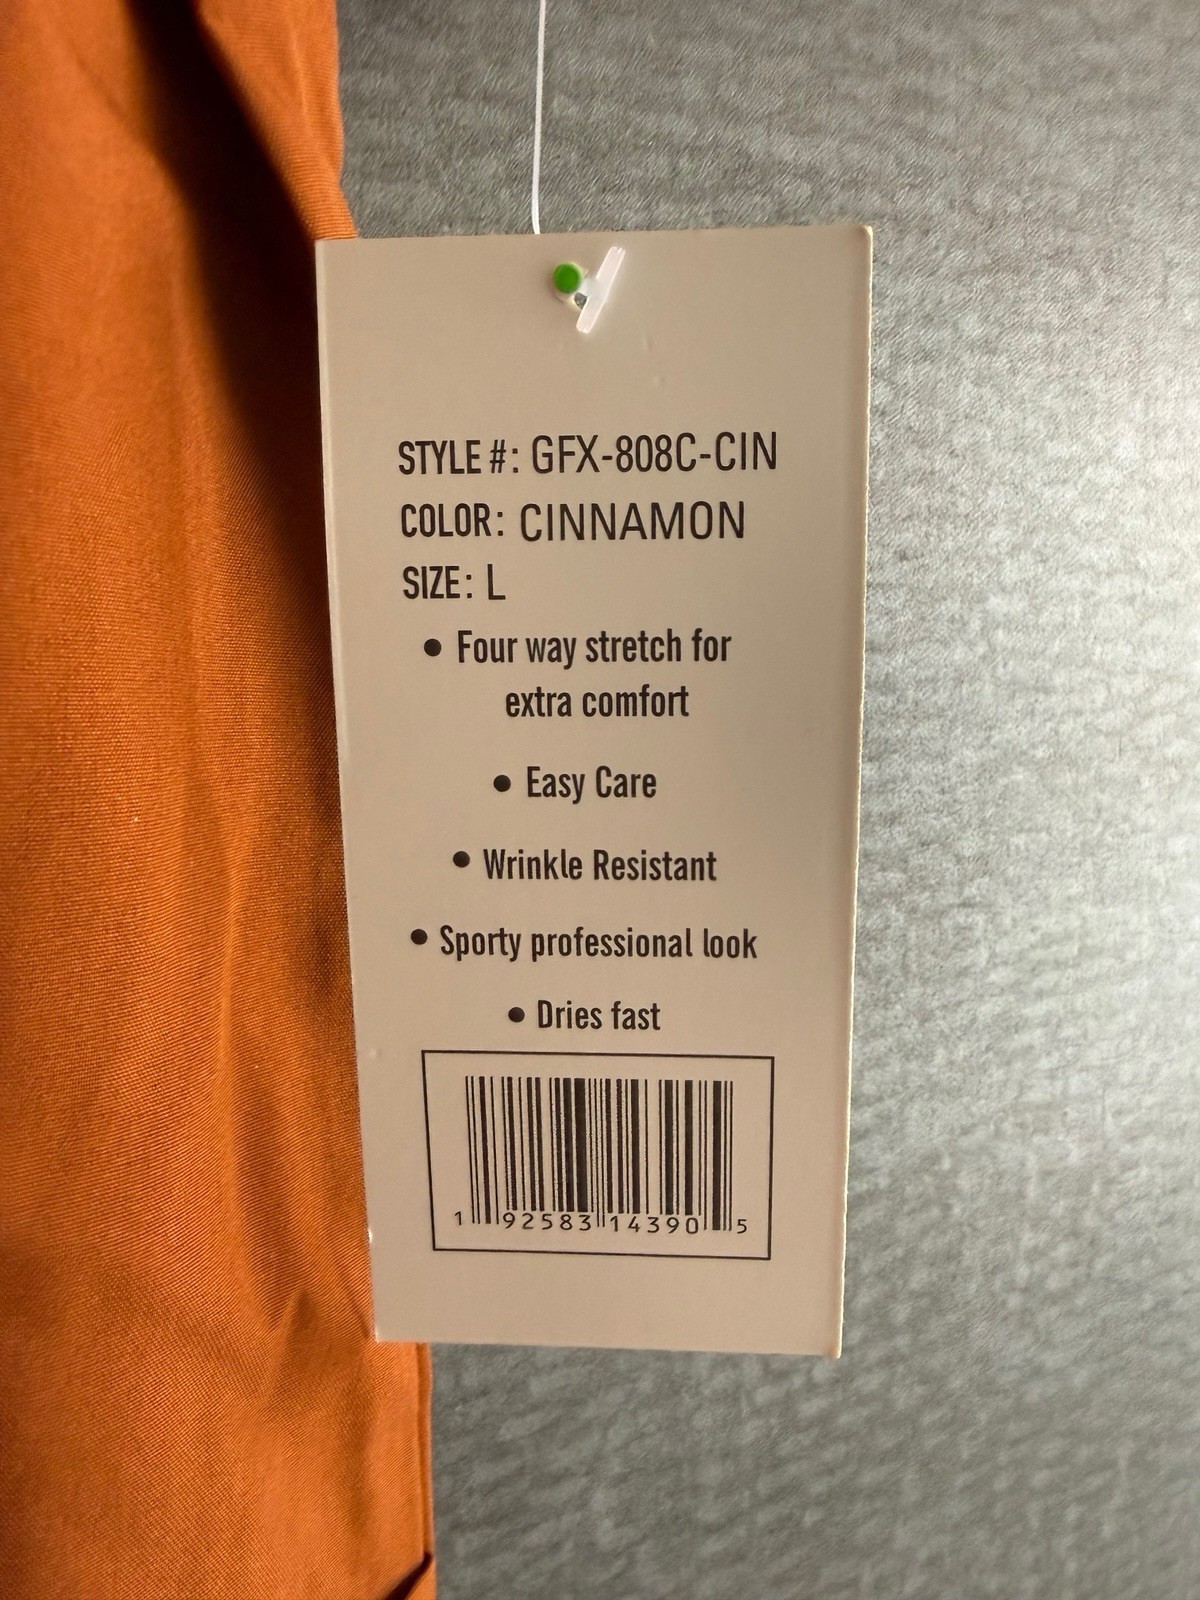 STYLE #: GFX-808C-CIN
COLOR: CINNAMON
SIZE: L
• Four way stretch for
extra comfort
• Easy Care
• Wrinkle Resistant
• Sporty professional look
• Dries fast
1 92583 14390 5